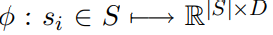 ϕ : sᵢ ∈ S ⟼ ℝ^{|S|×D}